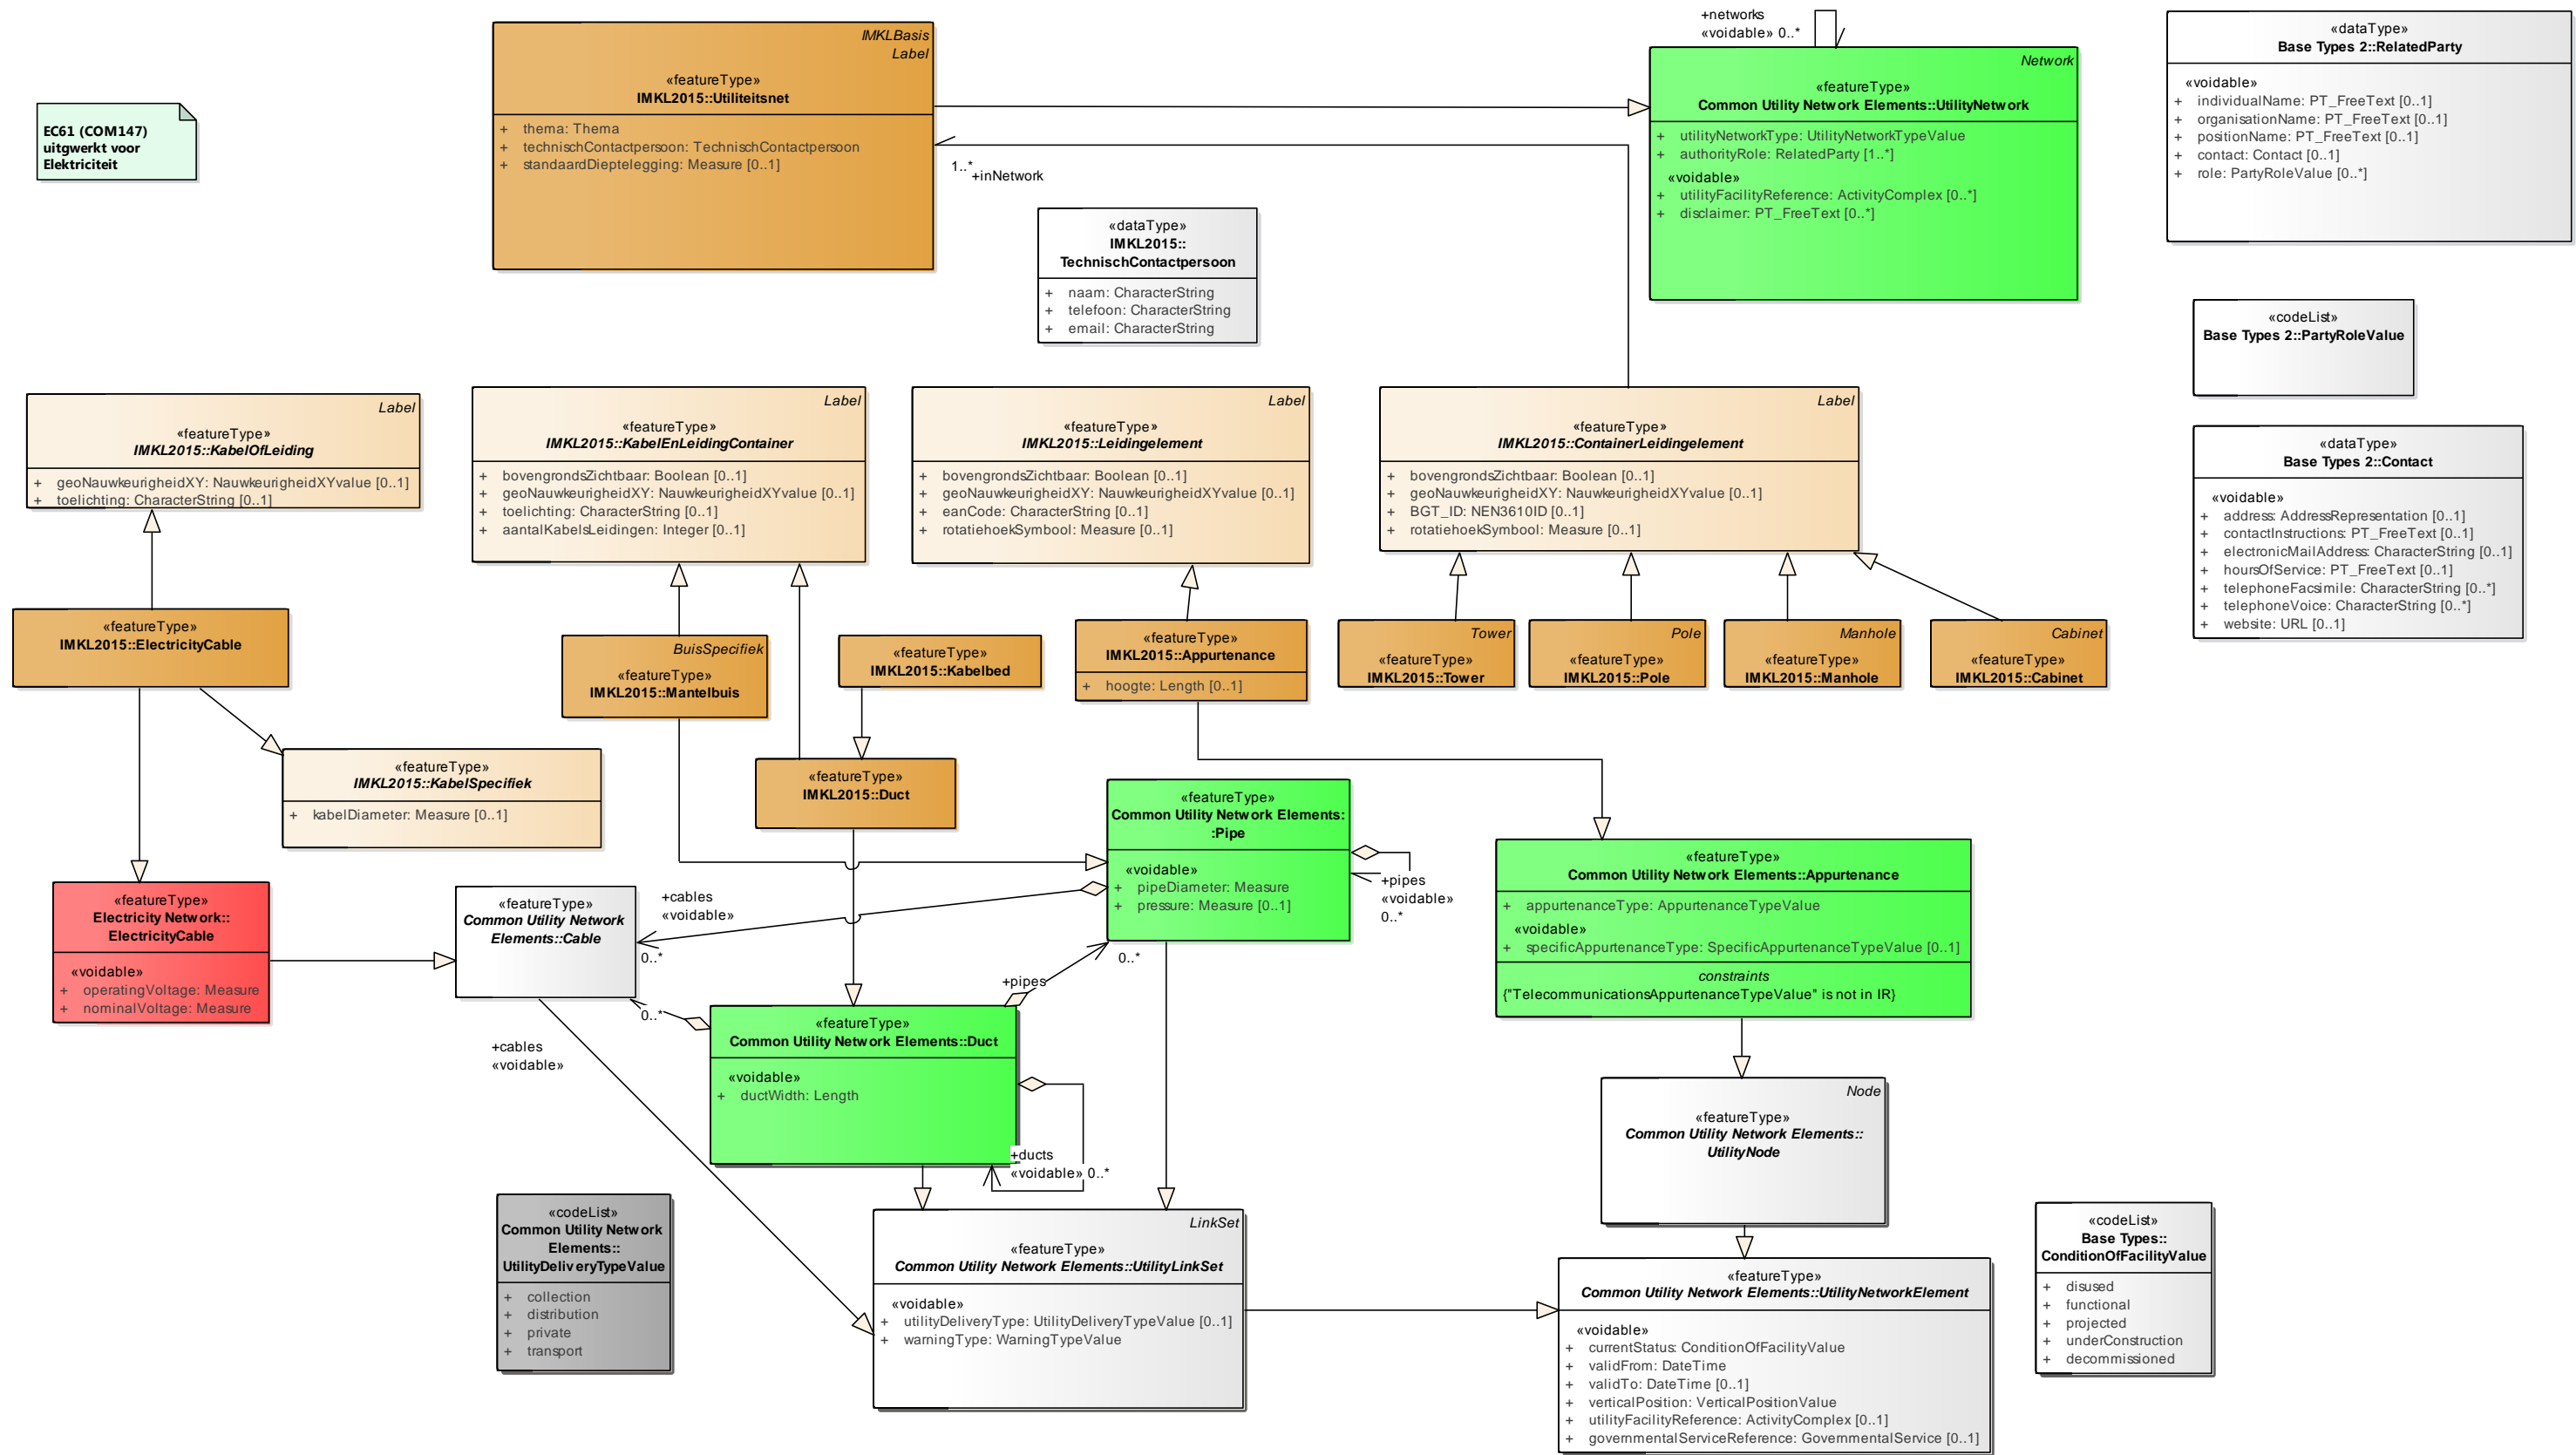 EC61 (COM147)
uitgwerkt voor
Elektriciteit
IMKLBasis
Label
«featureType»
IMKL2015::Utiliteitsnet
+ thema: Thema
+ technischContactpersoon: TechnischContactpersoon
+ standaardDieptelegging: Measure [0..1]
1..*
+inNetwork
+networks
«voidable» 0..*
Network
«featureType»
Common Utility Network Elements::UtilityNetwork
+ utilityNetworkType: UtilityNetworkTypeValue
+ authorityRole: RelatedParty [1..*]
«voidable»
+ utilityFacilityReference: ActivityComplex [0..*]
+ disclaimer: PT_FreeText [0..*]
«dataType»
Base Types 2::RelatedParty
«voidable»
+ individualName: PT_FreeText [0..1]
+ organisationName: PT_FreeText [0..1]
+ positionName: PT_FreeText [0..1]
+ contact: Contact [0..1]
+ role: PartyRoleValue [0..*]
«dataType»
IMKL2015::
TechnischContactpersoon
+ naam: CharacterString
+ telefoon: CharacterString
+ email: CharacterString
«codeList»
Base Types 2::PartyRoleValue
Label
«featureType»
IMKL2015::KabelOfLeiding
+ geoNauwkeurigheidXY: NauwkeurigheidXYvalue [0..1]
+ toelichting: CharacterString [0..1]
Label
«featureType»
IMKL2015::KabelEnLeidingContainer
+ bovengrondsZichtbaar: Boolean [0..1]
+ geoNauwkeurigheidXY: NauwkeurigheidXYvalue [0..1]
+ toelichting: CharacterString [0..1]
+ aantalKabelsLeidingen: Integer [0..1]
Label
«featureType»
IMKL2015::Leidingelement
+ bovengrondsZichtbaar: Boolean [0..1]
+ geoNauwkeurigheidXY: NauwkeurigheidXYvalue [0..1]
+ eanCode: CharacterString [0..1]
+ rotatiehoekSymbool: Measure [0..1]
Label
«featureType»
IMKL2015::ContainerLeidingelement
+ bovengrondsZichtbaar: Boolean [0..1]
+ geoNauwkeurigheidXY: NauwkeurigheidXYvalue [0..1]
+ BGT_ID: NEN3610ID [0..1]
+ rotatiehoekSymbool: Measure [0..1]
«dataType»
Base Types 2::Contact
«voidable»
+ address: AddressRepresentation [0..1]
+ contactInstructions: PT_FreeText [0..1]
+ electronicMailAddress: CharacterString [0..1]
+ hoursOfService: PT_FreeText [0..1]
+ telephoneFacsimile: CharacterString [0..*]
+ telephoneVoice: CharacterString [0..*]
+ website: URL [0..1]
«featureType»
IMKL2015::ElectricityCable
BuisSpecifiek
«featureType»
IMKL2015::Mantelbuis
«featureType»
IMKL2015::Kabelbed
«featureType»
IMKL2015::Appurtenance
+ hoogte: Length [0..1]
Tower
«featureType»
IMKL2015::Tower
Pole
«featureType»
IMKL2015::Pole
Manhole
«featureType»
IMKL2015::Manhole
Cabinet
«featureType»
IMKL2015::Cabinet
«featureType»
IMKL2015::KabelSpecifiek
+ kabelDiameter: Measure [0..1]
«featureType»
IMKL2015::Duct
«featureType»
Common Utility Network Elements:
:Pipe
«voidable»
+ pipeDiameter: Measure
+ pressure: Measure [0..1]
+pipes
«voidable»
0..*
«featureType»
Common Utility Network Elements::Appurtenance
+ appurtenanceType: AppurtenanceTypeValue
«voidable»
+ specificAppurtenanceType: SpecificAppurtenanceTypeValue [0..1]
constraints
{"TelecommunicationsAppurtenanceTypeValue" is not in IR}
«featureType»
Electricity Network::
ElectricityCable
«voidable»
+ operatingVoltage: Measure
+ nominalVoltage: Measure
«featureType»
Common Utility Network
Elements::Cable
+cables
«voidable»
0..*
0..*
+pipes
0..*
+cables
«voidable»
«featureType»
Common Utility Network Elements::Duct
«voidable»
+ ductWidth: Length
+ducts
«voidable» 0..*
Node
«featureType»
Common Utility Network Elements::
UtilityNode
«codeList»
Common Utility Network
Elements::
UtilityDeliveryTypeValue
+ collection
+ distribution
+ private
+ transport
LinkSet
«featureType»
Common Utility Network Elements::UtilityLinkSet
«voidable»
+ utilityDeliveryType: UtilityDeliveryTypeValue [0..1]
+ warningType: WarningTypeValue
«featureType»
Common Utility Network Elements::UtilityNetworkElement
«voidable»
+ currentStatus: ConditionOfFacilityValue
+ validFrom: DateTime
+ validTo: DateTime [0..1]
+ verticalPosition: VerticalPositionValue
+ utilityFacilityReference: ActivityComplex [0..1]
+ governmentalServiceReference: GovernmentalService [0..1]
«codeList»
Base Types::
ConditionOfFacilityValue
+ disused
+ functional
+ projected
+ underConstruction
+ decommissioned